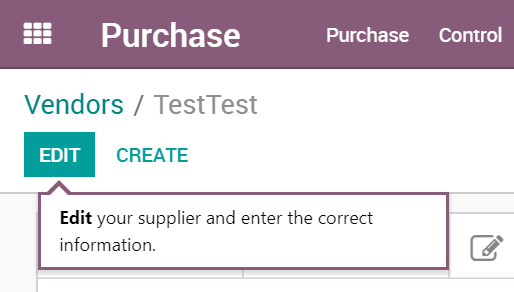 Purchase Purchase Control
Vendors / TestTest
EDIT CREATE
Edit your supplier and enter the correct
information.